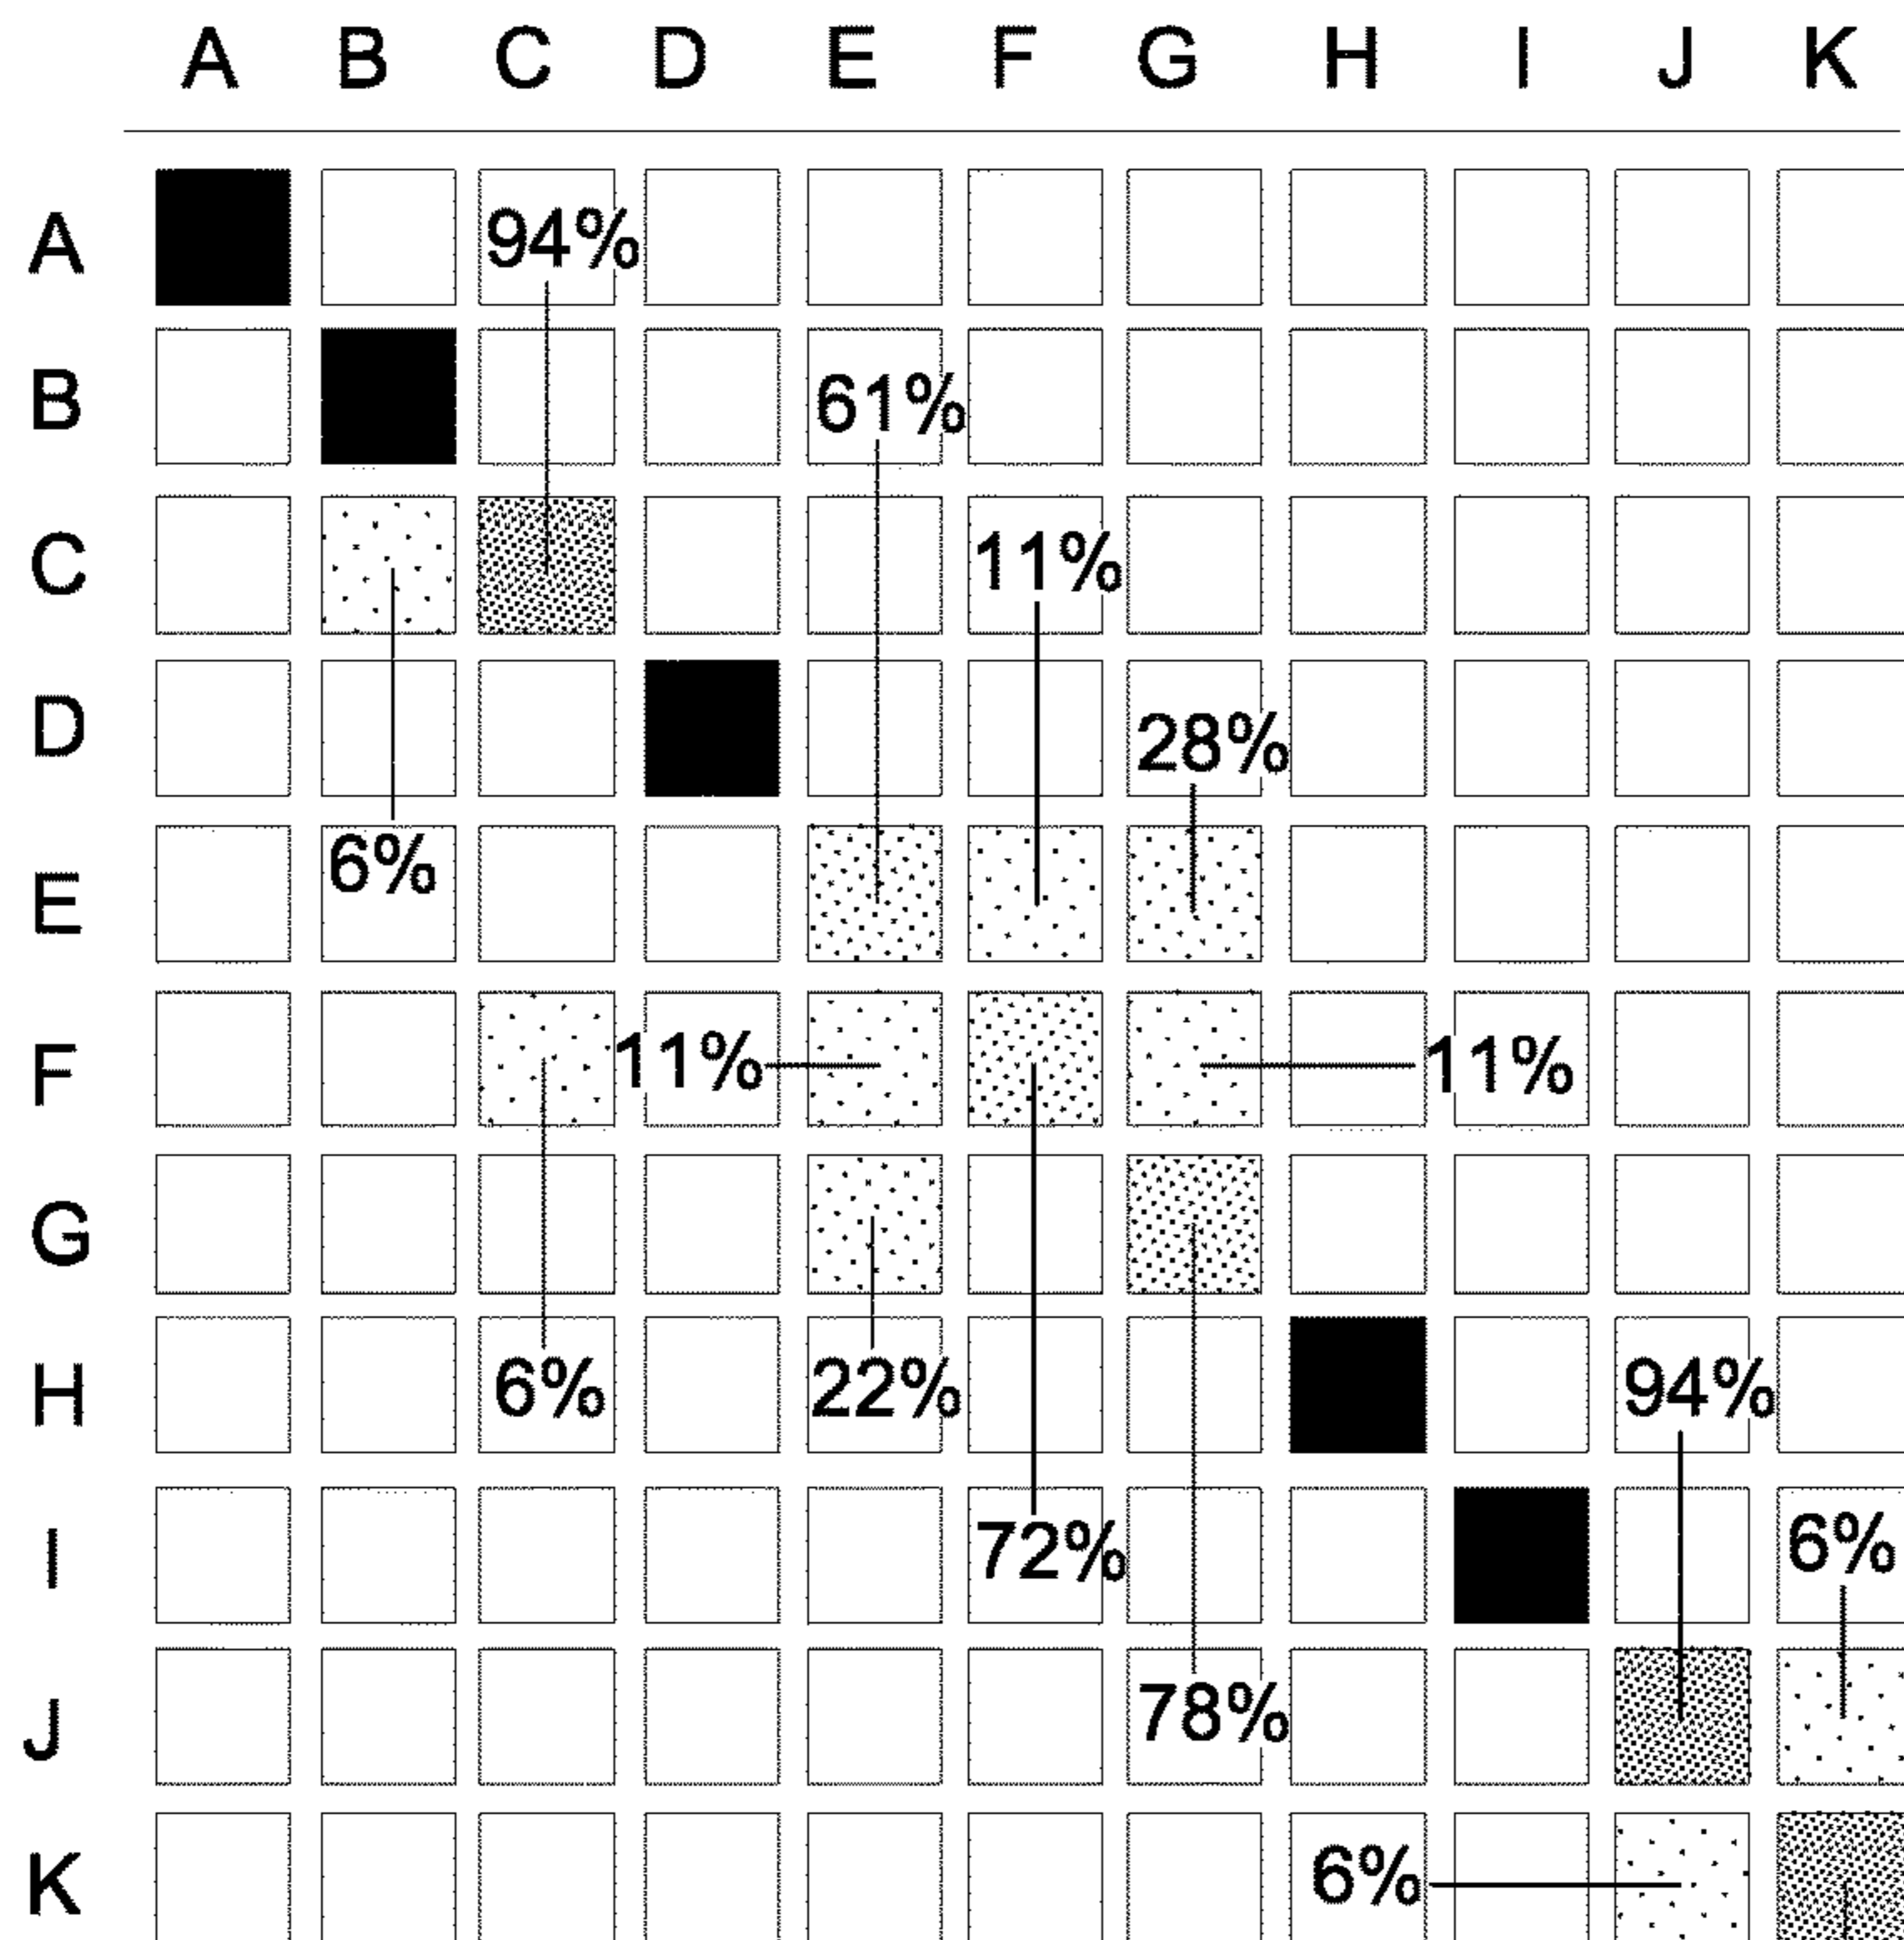 A B C D E F G H I J K
A 94%
B 61%
C 11%
D 28%
E 6%
F 11% 11%
G
H 6% 22% 94%
I 72% 6%
J 78%
K 6%